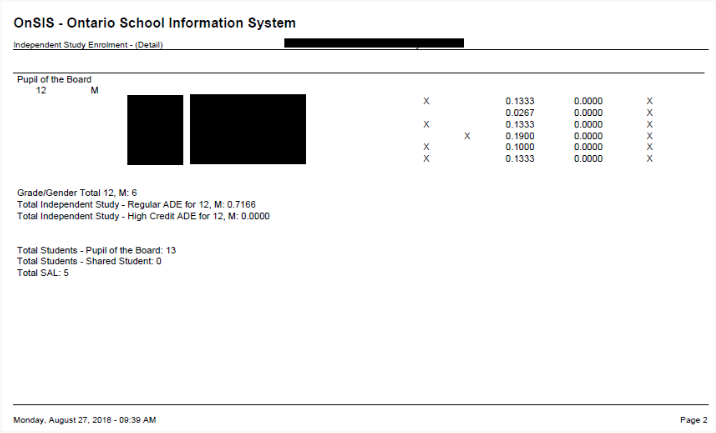 OnSIS - Ontario School Information System
Independent Study Enrolment - (Detail)
Pupil of the Board
12 M
X 0.1333 0.0000 X
0.0267 0.0000 X
X 0.1333 0.0000 X
X 0.1900 0.0000 X
X 0.1000 0.0000 X
X 0.1333 0.0000 X
Grade/Gender Total 12, M: 6
Total Independent Study - Regular ADE for 12, M: 0.7166
Total Independent Study - High Credit ADE for 12, M: 0.0000
Total Students - Pupil of the Board: 13
Total Students - Shared Student: 0
Total SAL: 5
Monday, August 27, 2018 - 09:39 AM Page 2